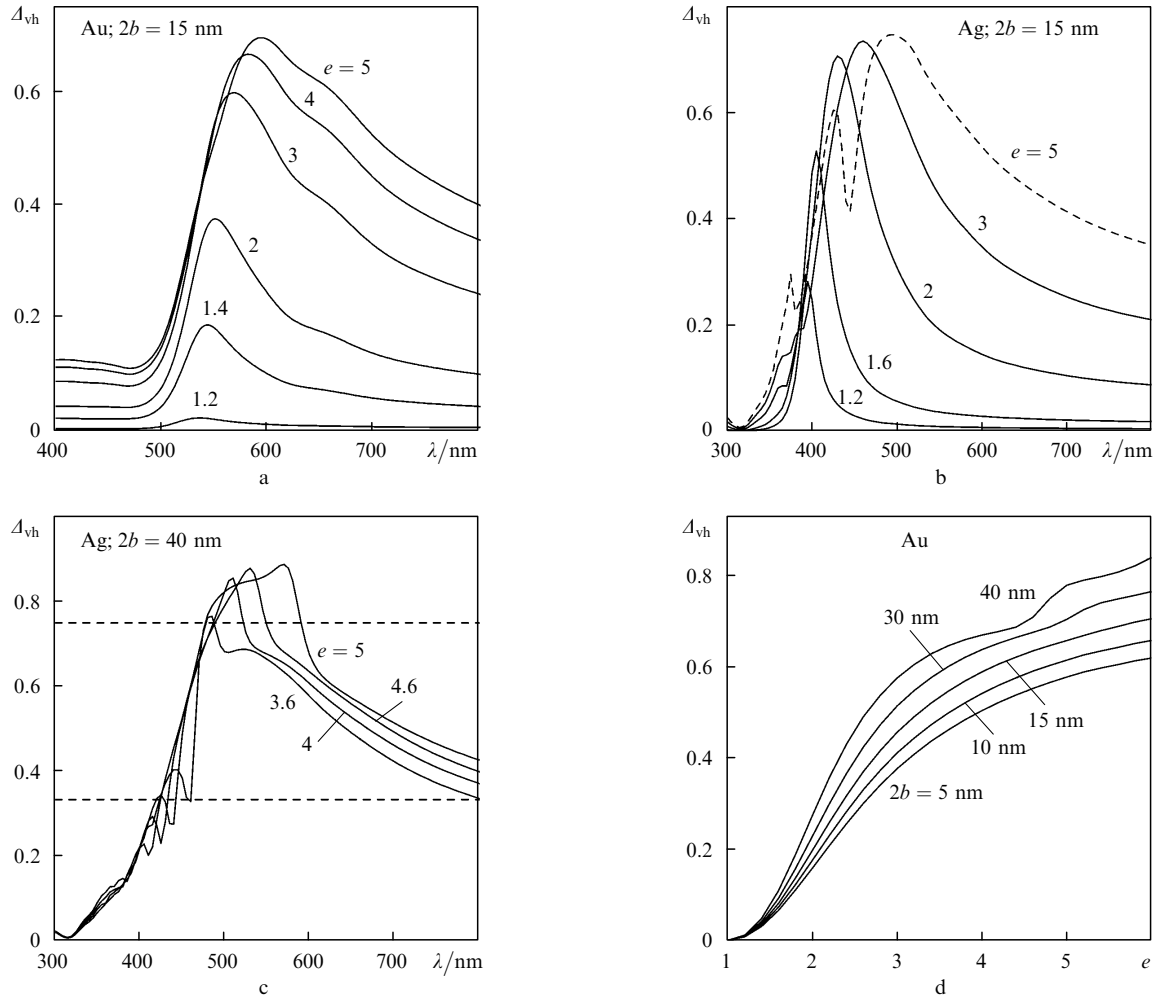 Δvh
Au; 2b = 15 nm
e = 5
4
3
2
1.4
1.2
0.6
0.4
0.2
0
400
500
600
700
λ/nm
a
Δvh
Ag; 2b = 15 nm
e = 5
3
2
1.6
1.2
0.6
0.4
0.2
0
300
400
500
600
700
λ/nm
b
Δvh
Ag; 2b = 40 nm
e = 5
4.6
3.6
4
0.8
0.6
0.4
0.2
0
300
400
500
600
700
λ/nm
c
Δvh
Au
40 nm
30 nm
15 nm
10 nm
2b = 5 nm
0.8
0.6
0.4
0.2
0
1
2
3
4
5
e
d